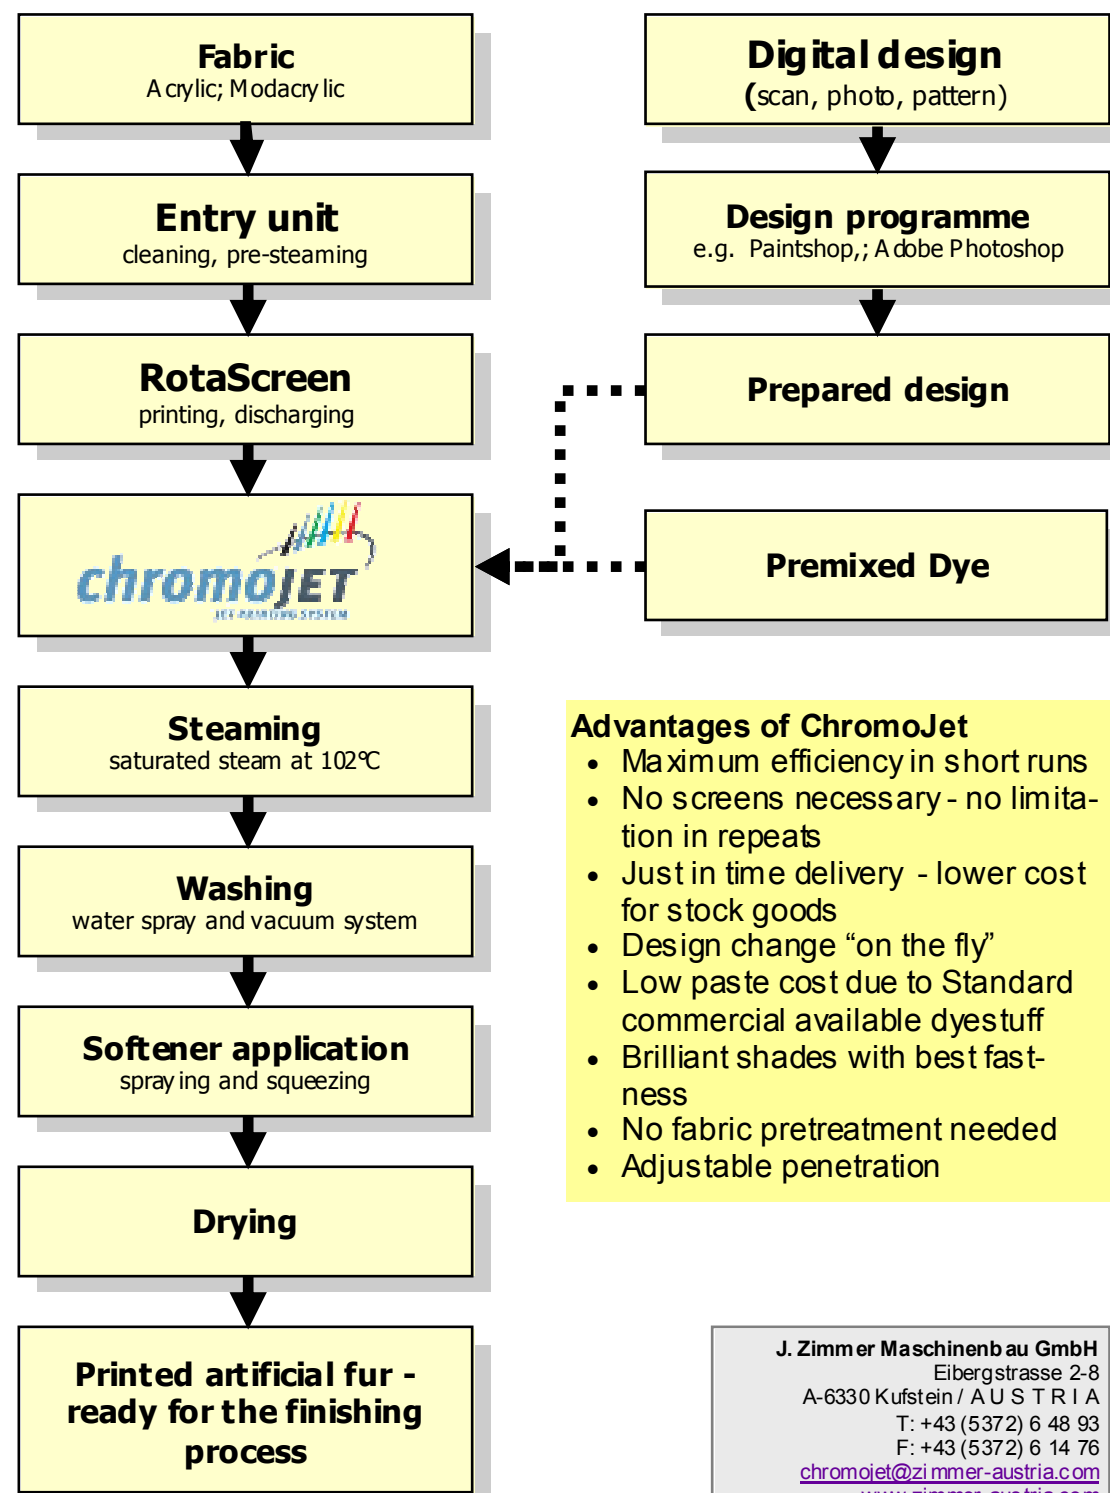 Fabric
Acrylic; Modacrylic
Entry unit
cleaning, pre-steaming
RotaScreen
printing, discharging
chromoJET
JET-PRINTING SYSTEM
Steaming
saturated steam at 102°C
Washing
water spray and vacuum system
Softener application
spraying and squeezing
Drying
Printed artificial fur -
ready for the finishing
process
Digital design
(scan, photo, pattern)
Design programme
e.g. Paintshop,; Adobe Photoshop
Prepared design
Premixed Dye
Advantages of ChromoJet
• Maximum efficiency in short runs
• No screens necessary - no limita-
tion in repeats
• Just in time delivery - lower cost
for stock goods
• Design change “on the fly”
• Low paste cost due to Standard
commercial available dyestuff
• Brilliant shades with best fast-
ness
• No fabric pretreatment needed
• Adjustable penetration
J. Zimmer Maschinenbau GmbH
Eibergstrasse 2-8
A-6330 Kufstein / A U S T R I A
T: +43 (5372) 6 48 93
F: +43 (5372) 6 14 76
chromojet@zimmer-austria.com
www.zimmer-austria.com